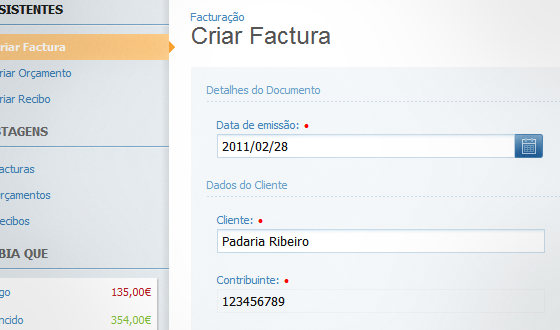 SISTENTES
Criar Factura
riar Orçamento
riar Recibo
STAGENS
acturas
rçamentos
ecibos
BIA QUE
go 135,00€
ncido 354,00€
Facturação
Criar Factura
Detalhes do Documento
Data de emissão: •
2011/02/28
Dados do Cliente
Cliente: •
Padaria Ribeiro
Contribuinte: •
123456789